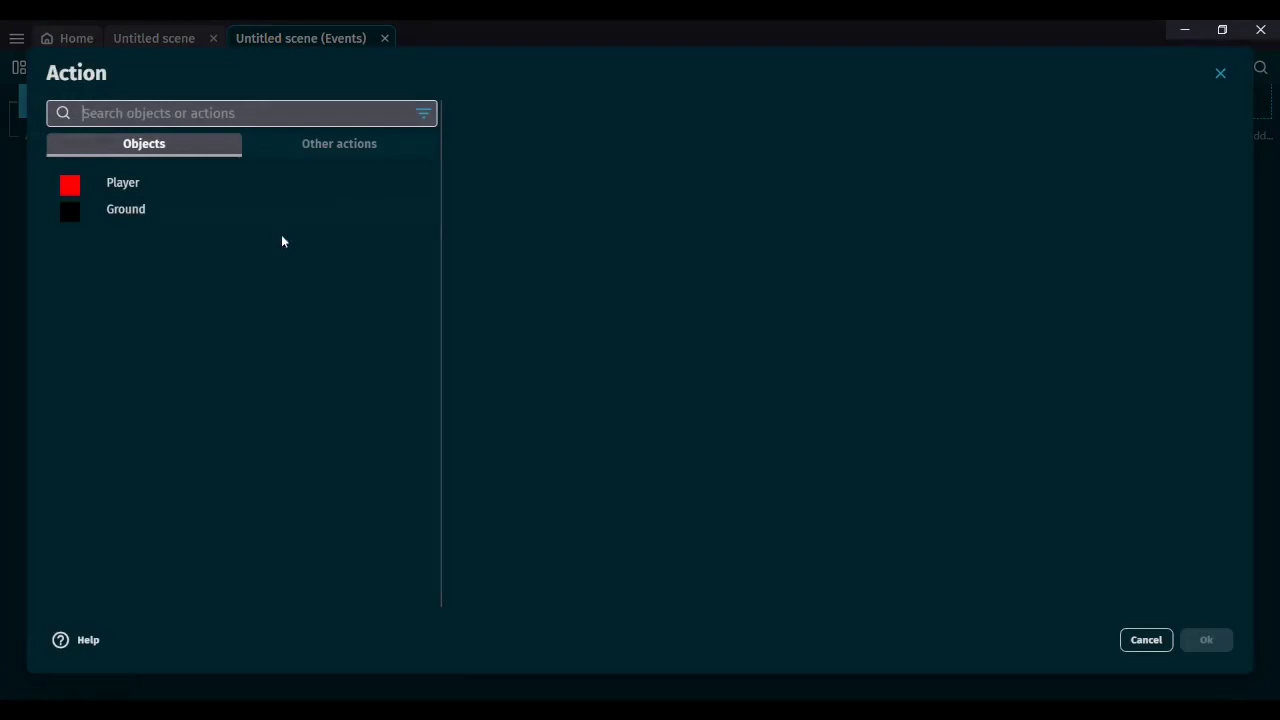 Home
Untitled scene
Untitled scene (Events)
Action
Search objects or actions
Objects
Other actions
Player
Ground
dd...
Help
Cancel
Ok